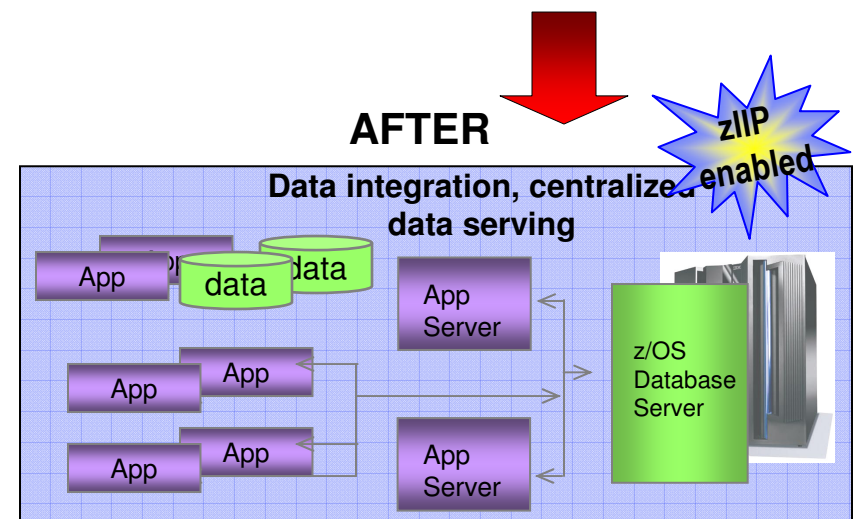 AFTER
zIIP
enabled
Data integration, centralized
data serving
App
data
data
App
Server
App
App
App
App
App
Server
z/OS
Database
Server